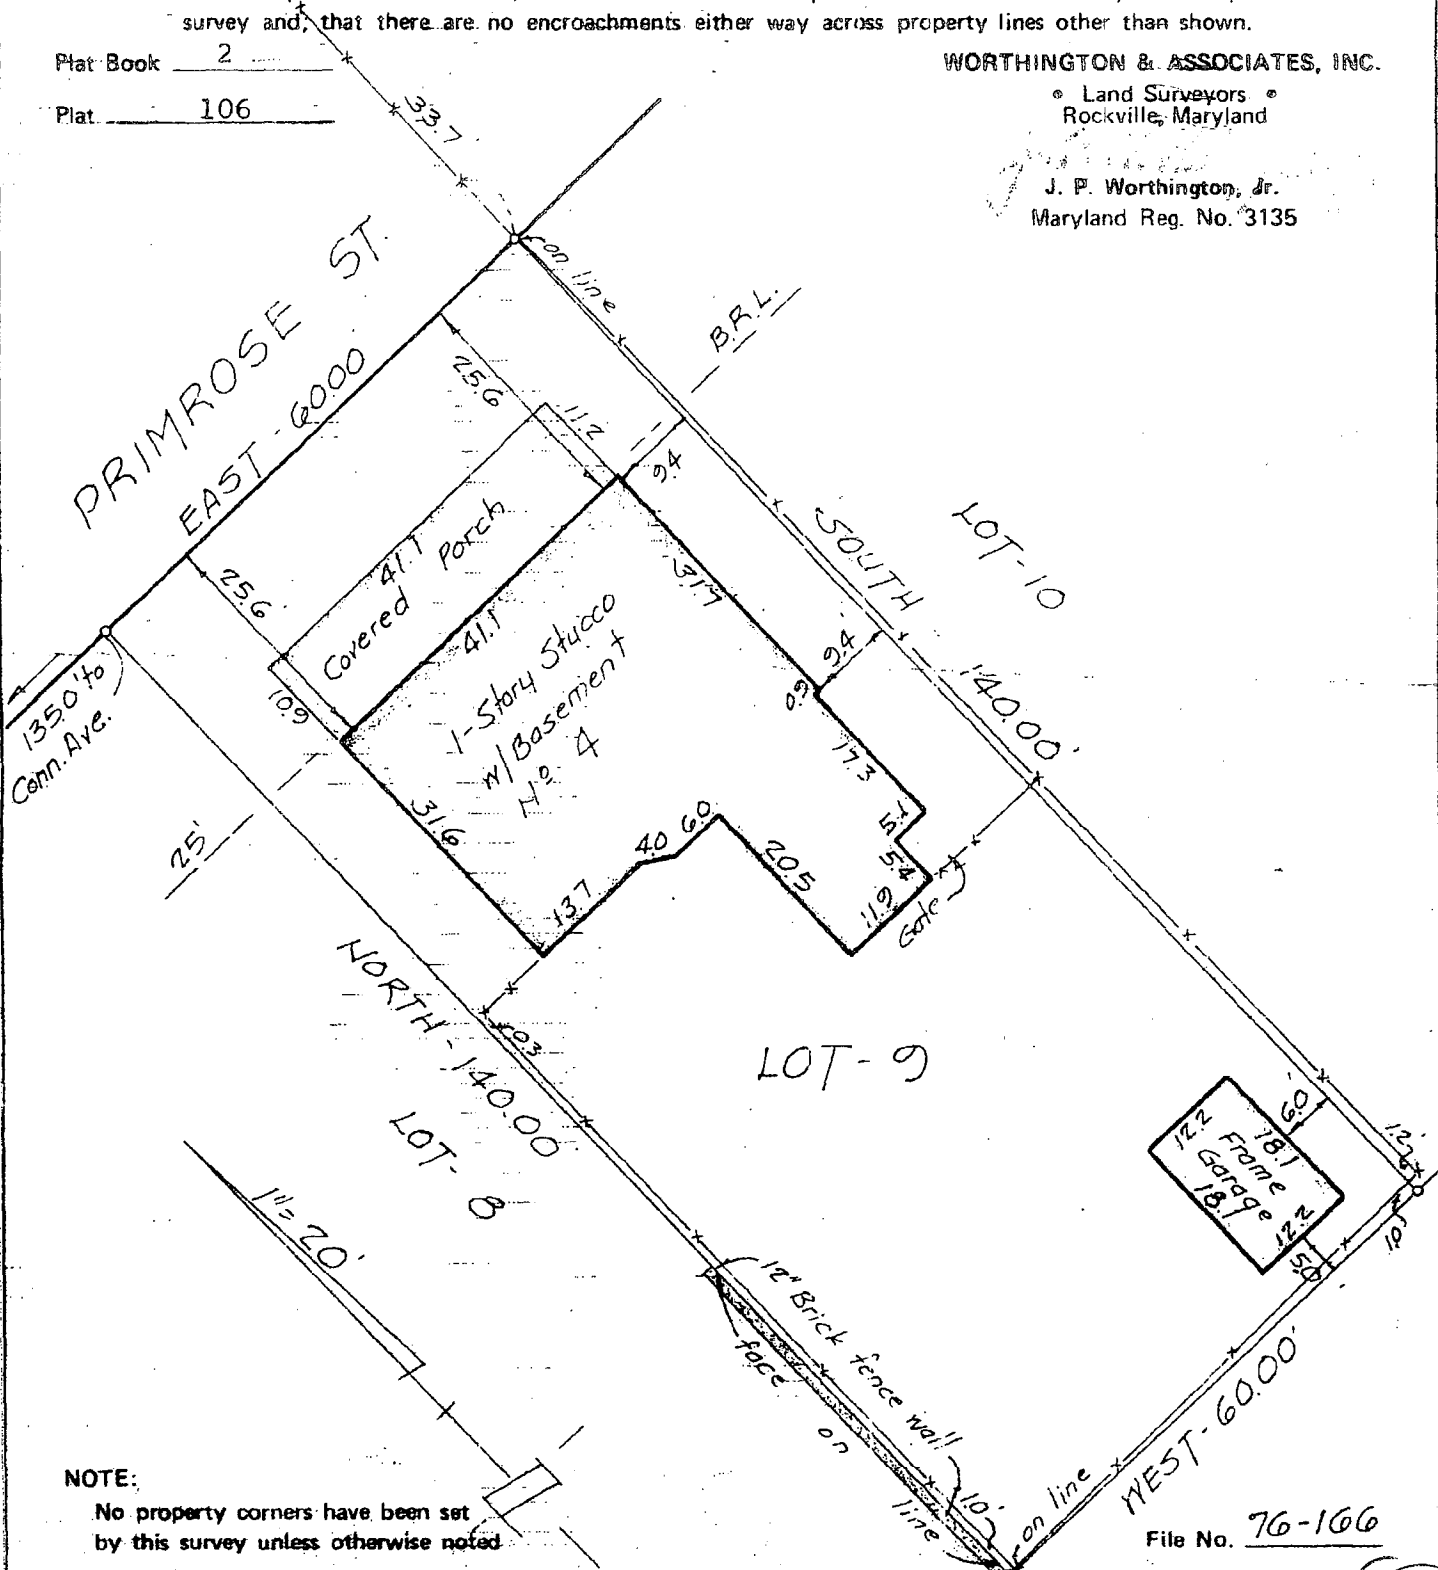 survey and, that there are no encroachments either way across property lines other than shown.
Plat Book 2
Plat 106
WORTHINGTON & ASSOCIATES, INC.
• Land Surveyors •
Rockville, Maryland
J. P. Worthington, Jr.
Maryland Reg. No. 3135
33.7
PRIMROSE ST.
EAST - 60.00
on line
B.R.L.
25.6
11.2
9.4
41.1
Covered Porch
41.1
25.6
10.9
135.0' to
Conn. Ave.
25'
1-Story Stucco
w/Basement
No 4
31.7
SOUTH 140.00'
LOT-10
9.4
0.9
17.3
5.1
5.4
11.9
Gate
20.5
6.0
4.0
13.7
31.6
NORTH - 140.00
0.3
LOT-8
LOT-9
12.2
18.1
Frame
Garage
18.1
12.2
6.0
1.2'
1.0'
5.0
1"=20'
12" Brick fence wall
face on line
1.0'
on line
WEST - 60.00'
NOTE:
No property corners have been set
by this survey unless otherwise noted
File No. 76-166